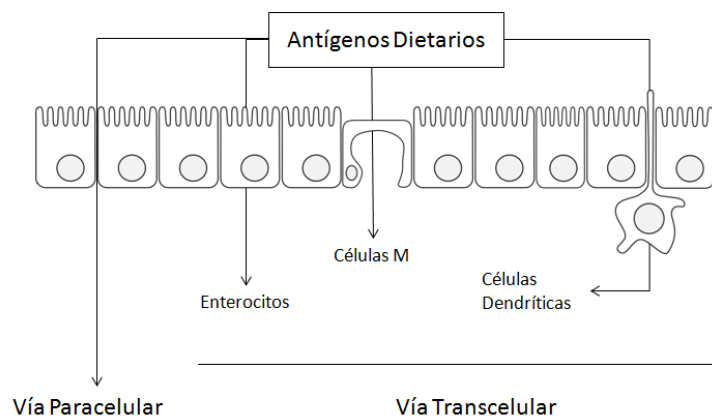 Antígenos Dietarios
Células M
Enterocitos
Células
Dendríticas
Vía Paracelular
Vía Transcelular